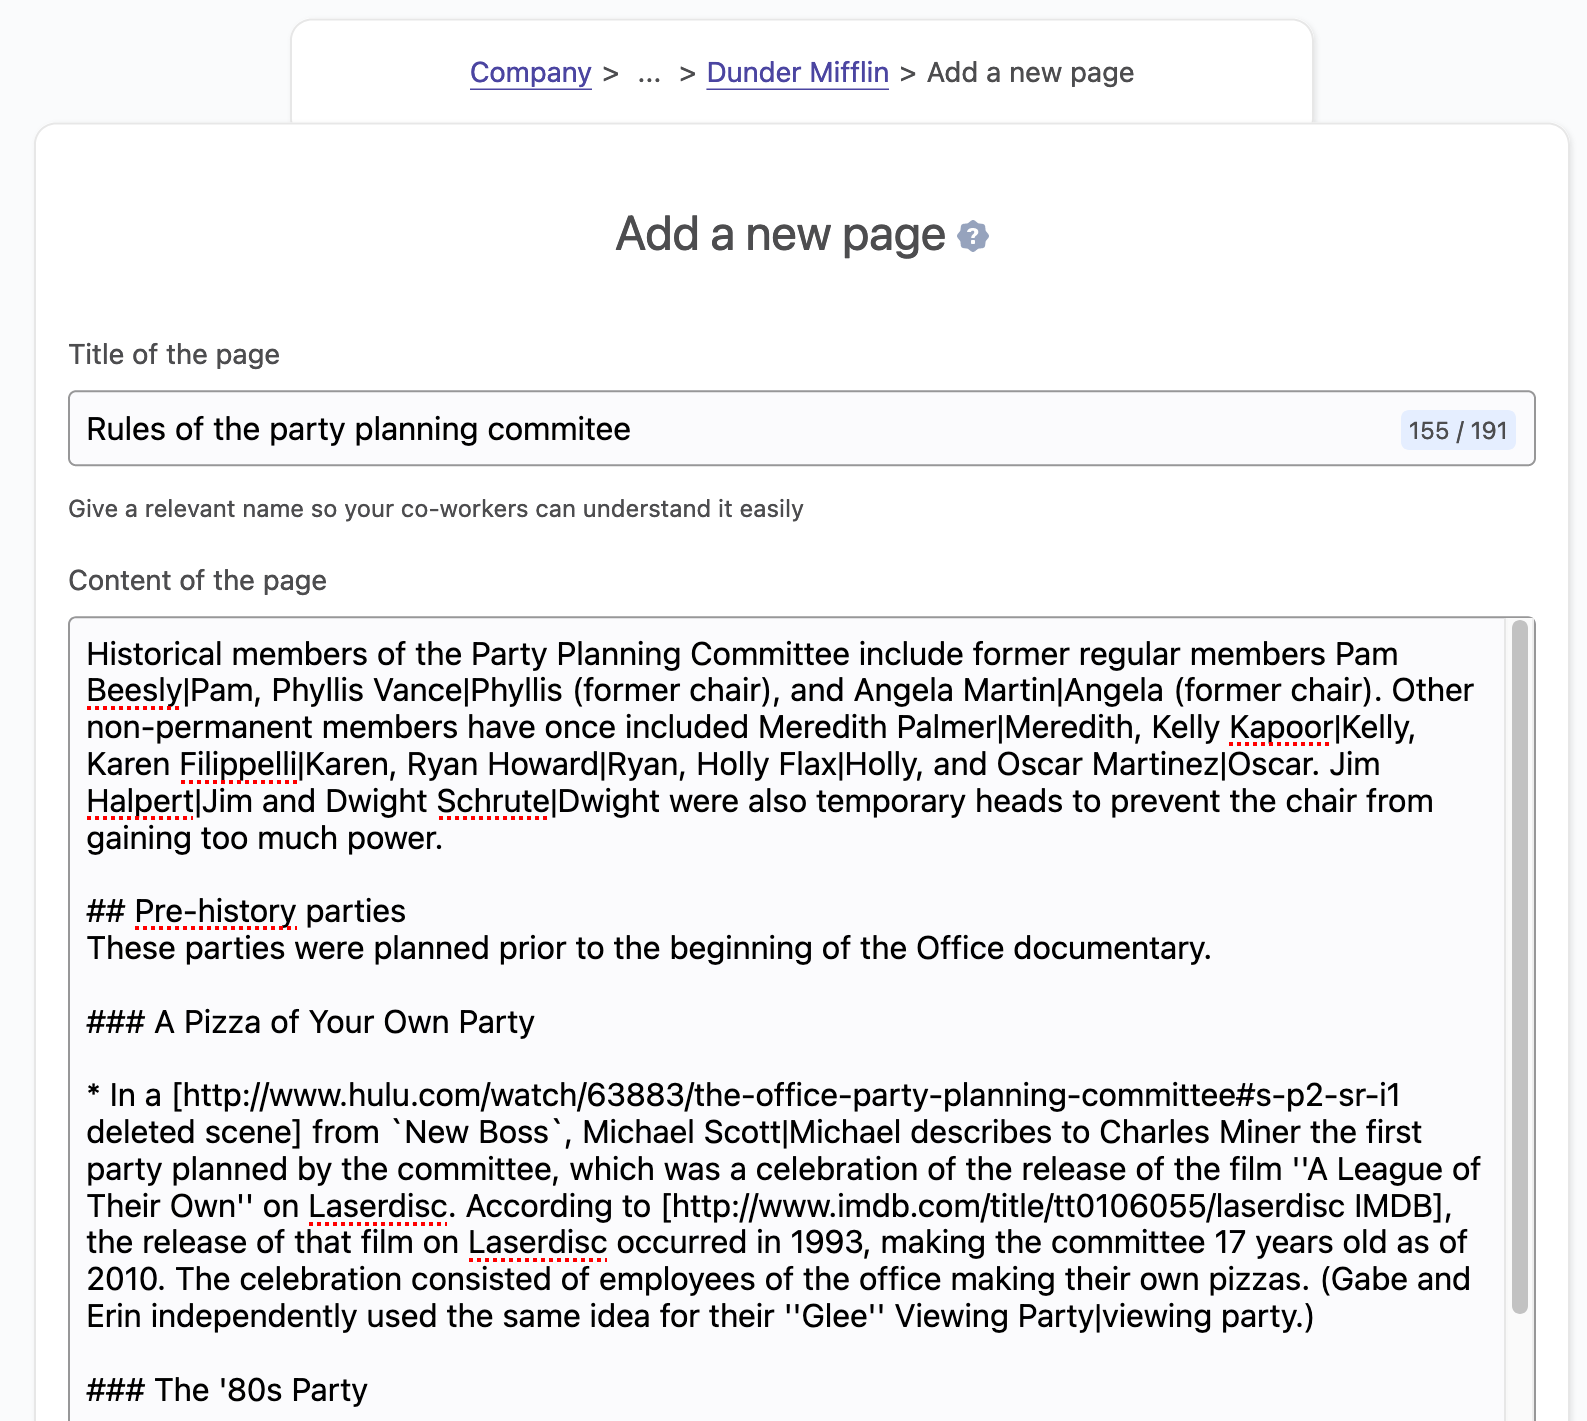 Company > ... > Dunder Mifflin > Add a new page
Add a new page ?
Title of the page
Rules of the party planning commitee 155 / 191
Give a relevant name so your co-workers can understand it easily
Content of the page
Historical members of the Party Planning Committee include former regular members Pam
Beesly|Pam, Phyllis Vance|Phyllis (former chair), and Angela Martin|Angela (former chair). Other
non-permanent members have once included Meredith Palmer|Meredith, Kelly Kapoor|Kelly,
Karen Filippelli|Karen, Ryan Howard|Ryan, Holly Flax|Holly, and Oscar Martinez|Oscar. Jim
Halpert|Jim and Dwight Schrute|Dwight were also temporary heads to prevent the chair from
gaining too much power.
## Pre-history parties
These parties were planned prior to the beginning of the Office documentary.
### A Pizza of Your Own Party
* In a [http://www.hulu.com/watch/63883/the-office-party-planning-committee#s-p2-sr-i1
deleted scene] from `New Boss`, Michael Scott|Michael describes to Charles Miner the first
party planned by the committee, which was a celebration of the release of the film ''A League of
Their Own'' on Laserdisc. According to [http://www.imdb.com/title/tt0106055/laserdisc IMDB],
the release of that film on Laserdisc occurred in 1993, making the committee 17 years old as of
2010. The celebration consisted of employees of the office making their own pizzas. (Gabe and
Erin independently used the same idea for their ''Glee'' Viewing Party|viewing party.)
### The '80s Party